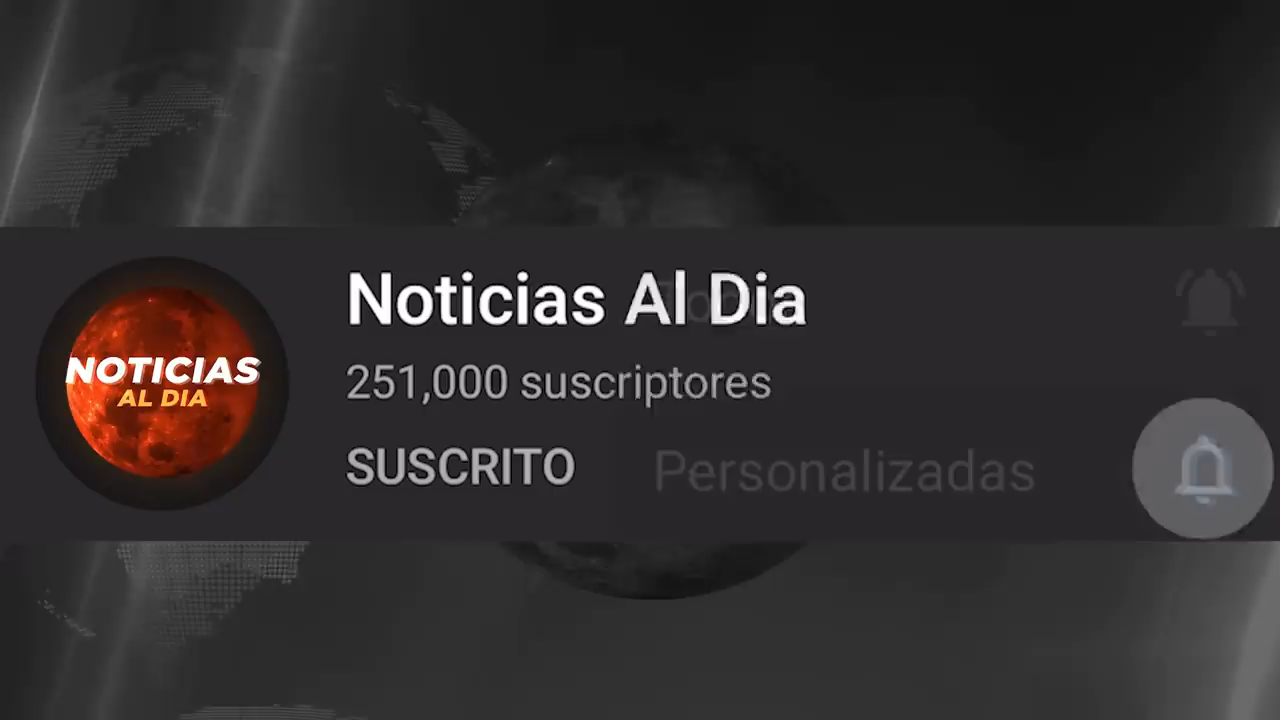 NOTICIAS
AL DIA
Noticias Al Dia
251,000 suscriptores
SUSCRITO
Personalizadas